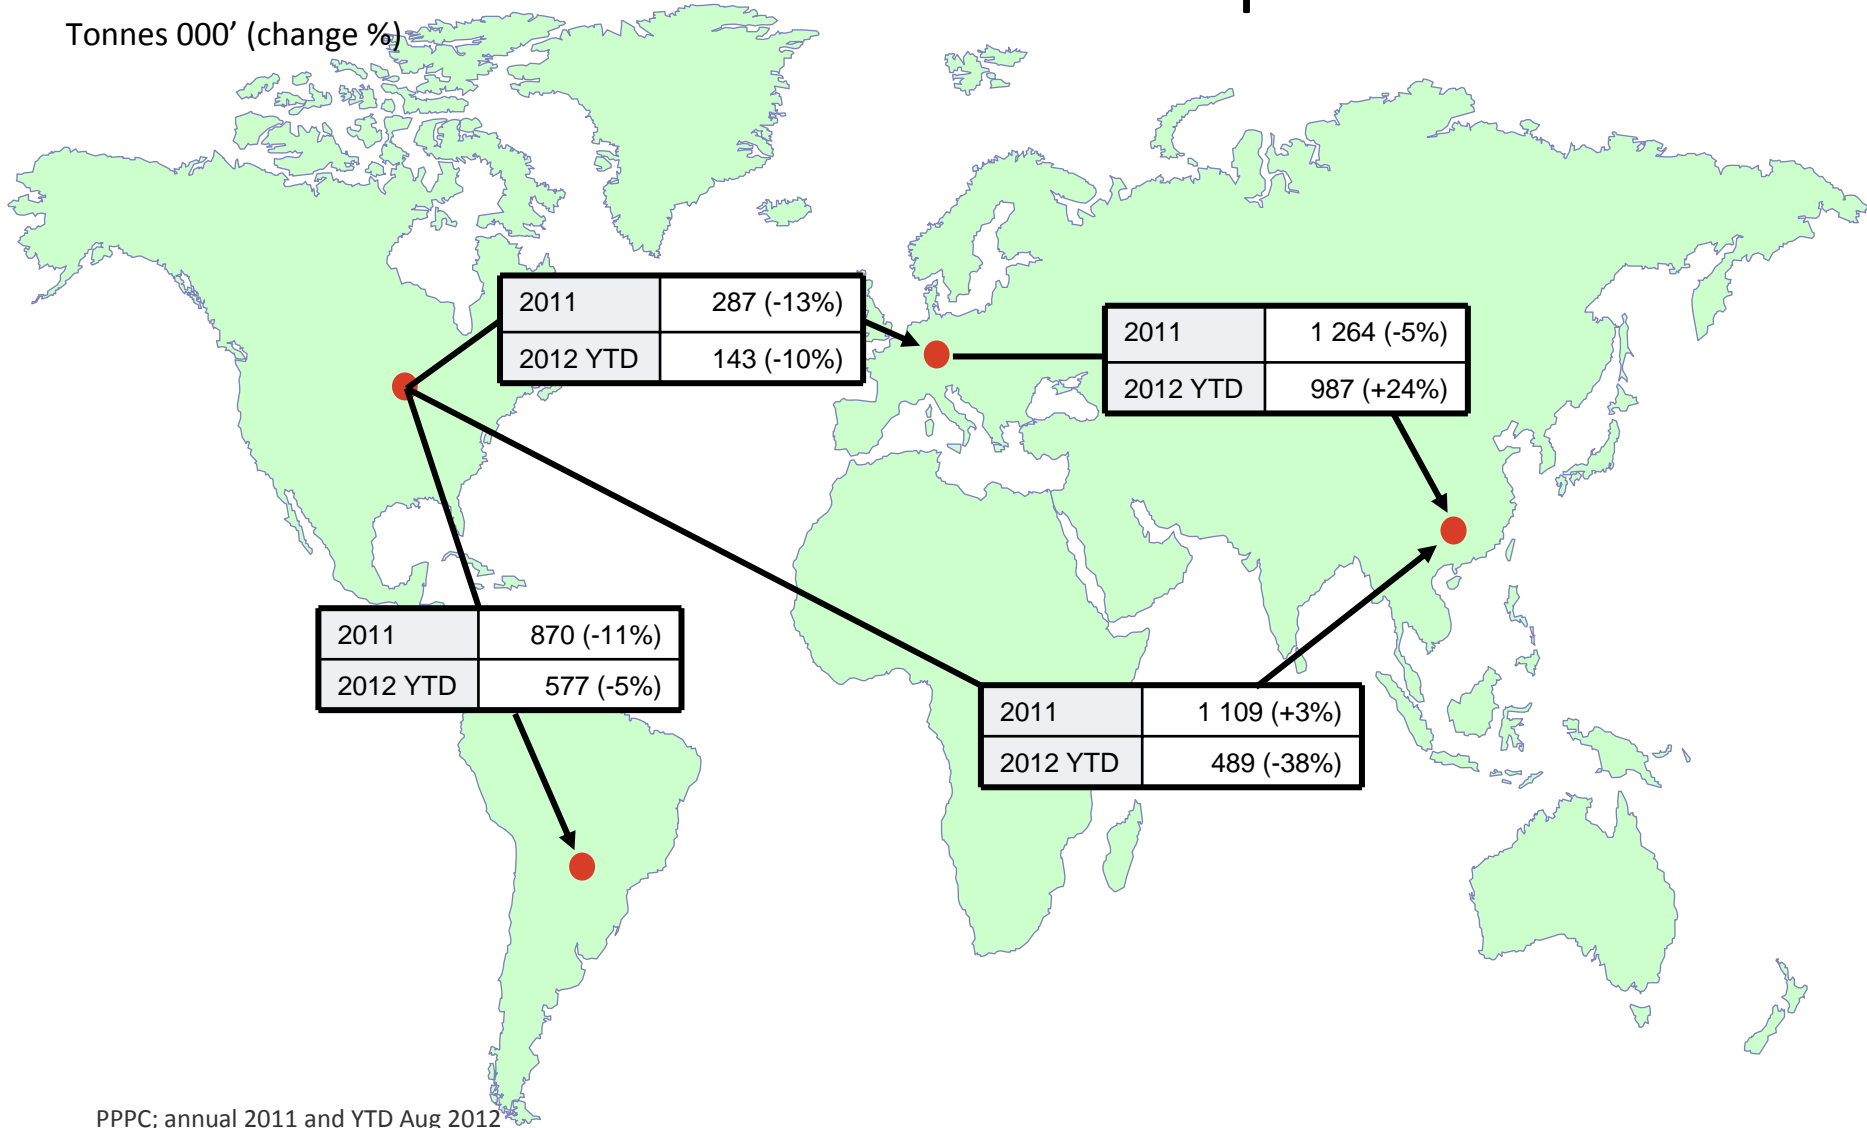 Tonnes 000’ (change %)
2011 287 (-13%)
2012 YTD 143 (-10%)
2011 1 264 (-5%)
2012 YTD 987 (+24%)
2011 870 (-11%)
2012 YTD 577 (-5%)
2011 1 109 (+3%)
2012 YTD 489 (-38%)
PPPC; annual 2011 and YTD Aug 2012